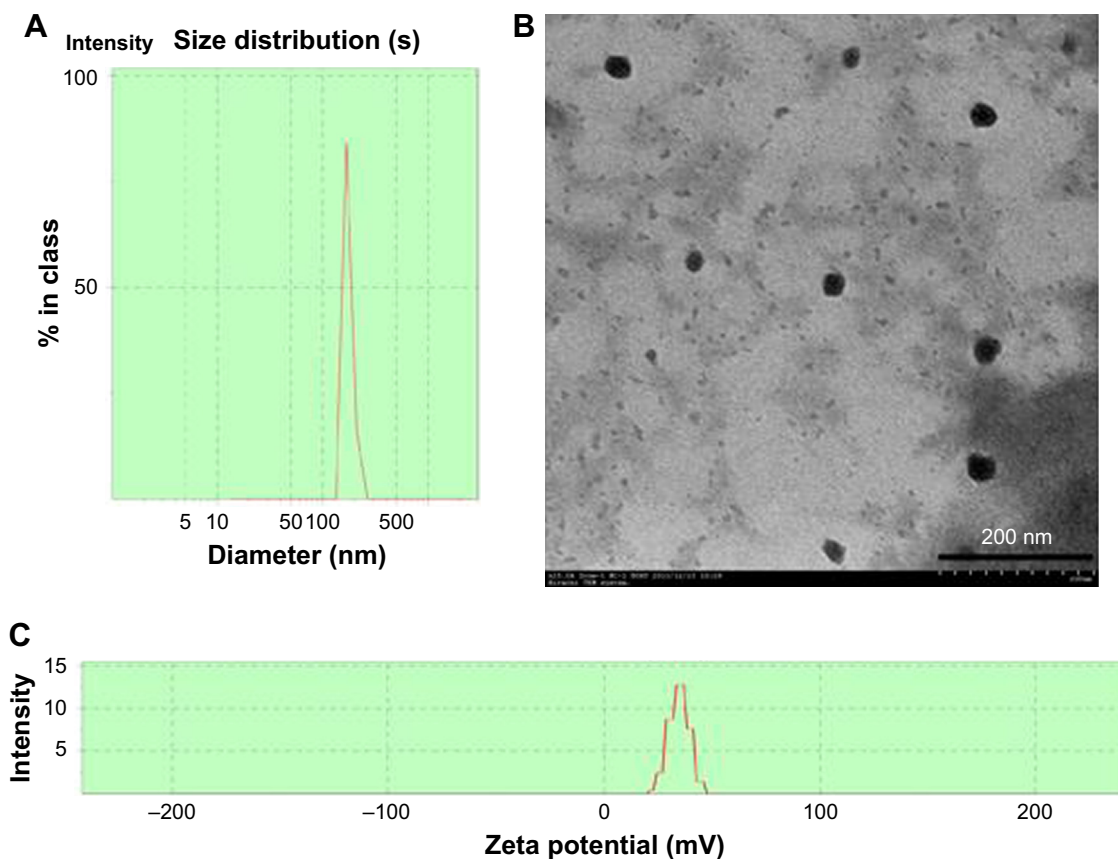 A
Intensity Size distribution (s)
100
50
% in class
5 10 50 100 500
Diameter (nm)
B
200 nm
C
Intensity
15
10
5
–200 –100 0 100 200
Zeta potential (mV)